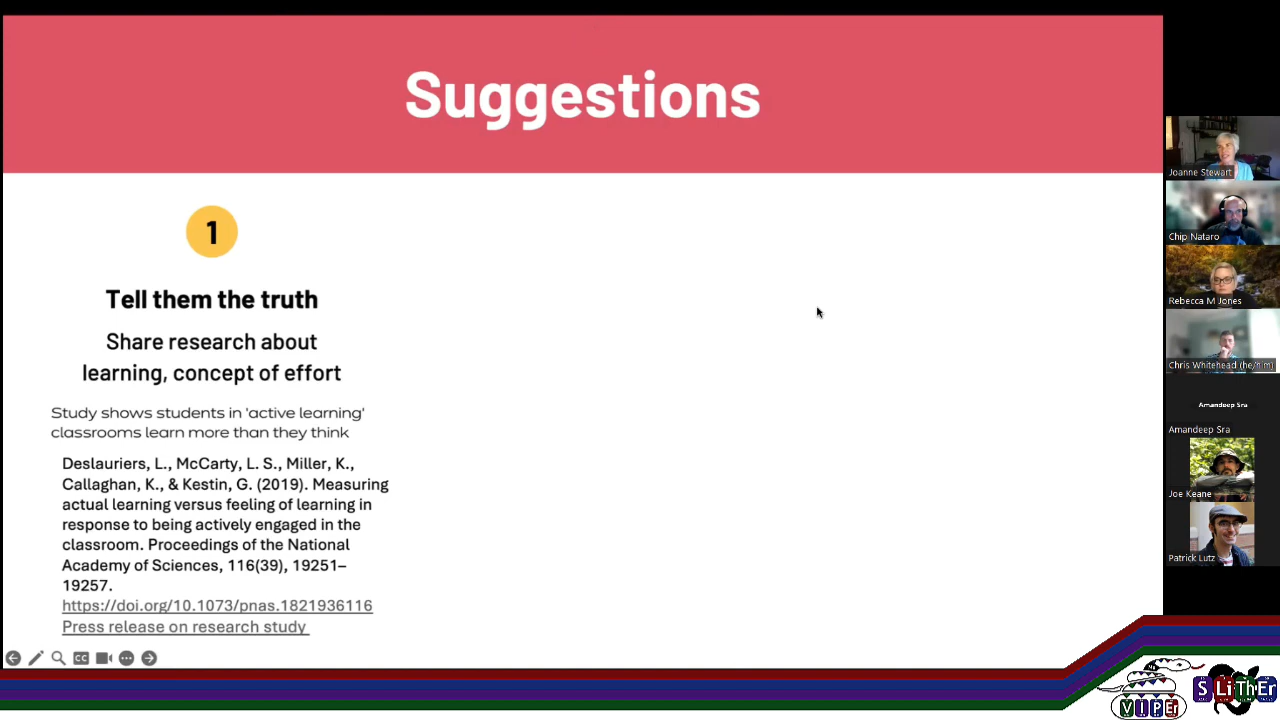 Suggestions
1
Tell them the truth
Share research about
learning, concept of effort
Study shows students in 'active learning'
classrooms learn more than they think
Deslauriers, L., McCarty, L. S., Miller, K.,
Callaghan, K., & Kestin, G. (2019). Measuring
actual learning versus feeling of learning in
response to being actively engaged in the
classroom. Proceedings of the National
Academy of Sciences, 116(39), 19251–
19257.
https://doi.org/10.1073/pnas.1821936116
Press release on research study
CC
Joanne Stewart
Chip Nataro
Rebecca M Jones
Chris Whitehead (he/him)
Amandeep Sra
Amandeep Sra
Joe Keane
Patrick Lutz
VIPEr
SLiThEr